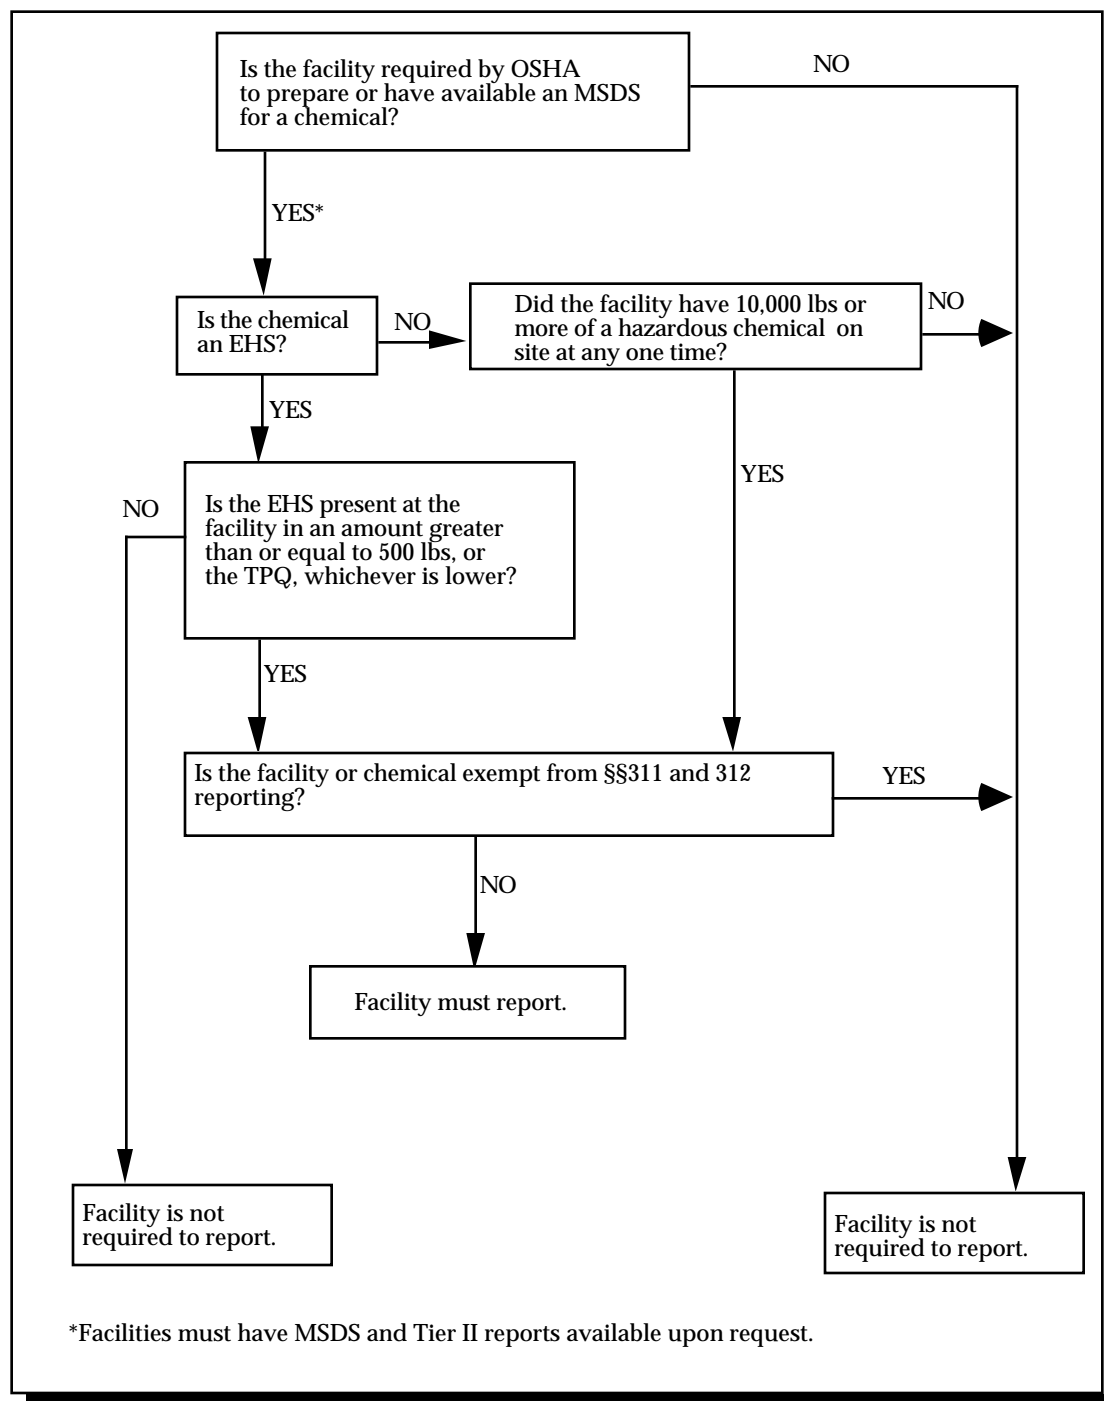 Is the facility required by OSHA
to prepare or have available an MSDS
for a chemical?
NO
YES*
Is the chemical
an EHS?
NO
Did the facility have 10,000 lbs or
more of a hazardous chemical on
site at any one time?
NO
YES
YES
NO
Is the EHS present at the
facility in an amount greater
than or equal to 500 lbs, or
the TPQ, whichever is lower?
YES
Is the facility or chemical exempt from §§311 and 312
reporting?
YES
NO
Facility must report.
Facility is not
required to report.
Facility is not
required to report.
*Facilities must have MSDS and Tier II reports available upon request.